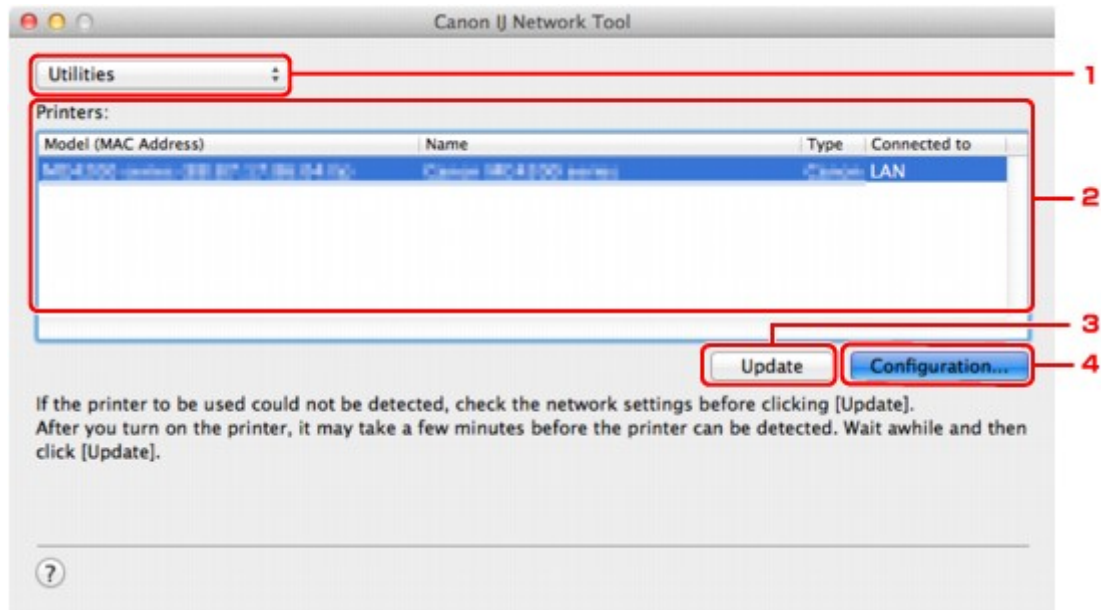 Canon IJ Network Tool
Utilities
1
Printers:
Model (MAC Address) Name Type Connected to
LAN
2
3
Update Configuration...
4
If the printer to be used could not be detected, check the network settings before clicking [Update].
After you turn on the printer, it may take a few minutes before the printer can be detected. Wait awhile and then
click [Update].
?